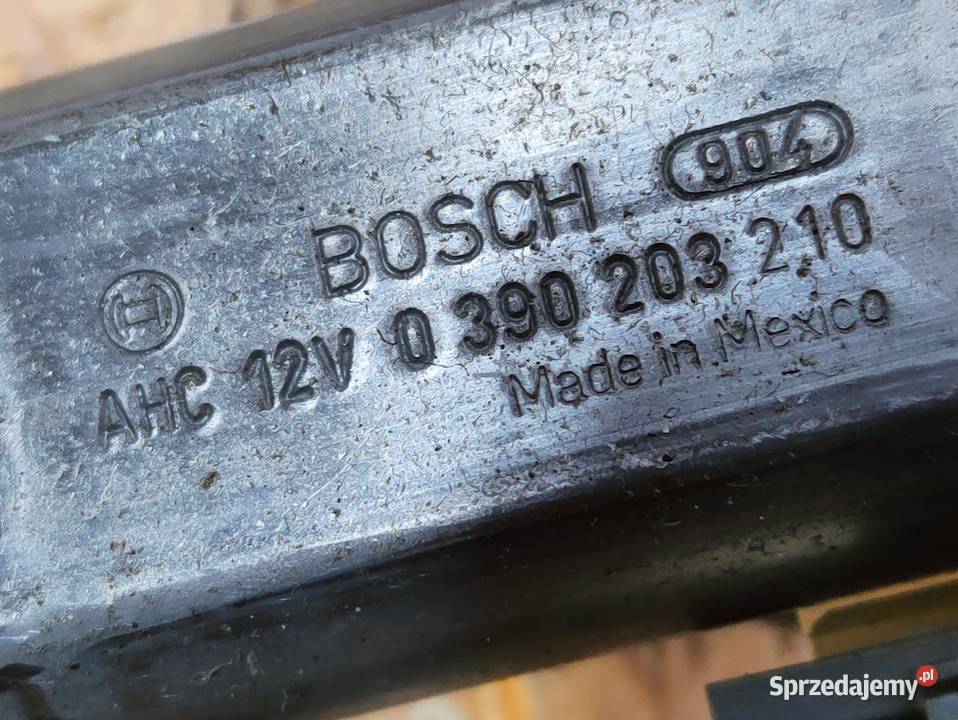 BOSCH 904
AHC 12V 0 390 203 210
Made in Mexico
Sprzedajemy.pl